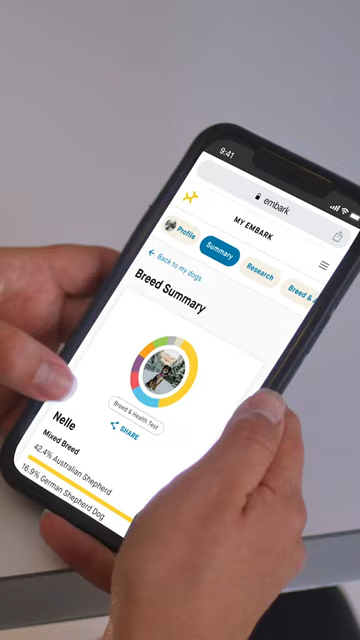 9:41
embark
MY EMBARK
Profile
Summary
Research
Breed &
Back to my dogs
Breed Summary
Breed & Health Test
SHARE
Nelle
Mixed Breed
42.4% Australian Shepherd
16.9% German Shepherd Dog